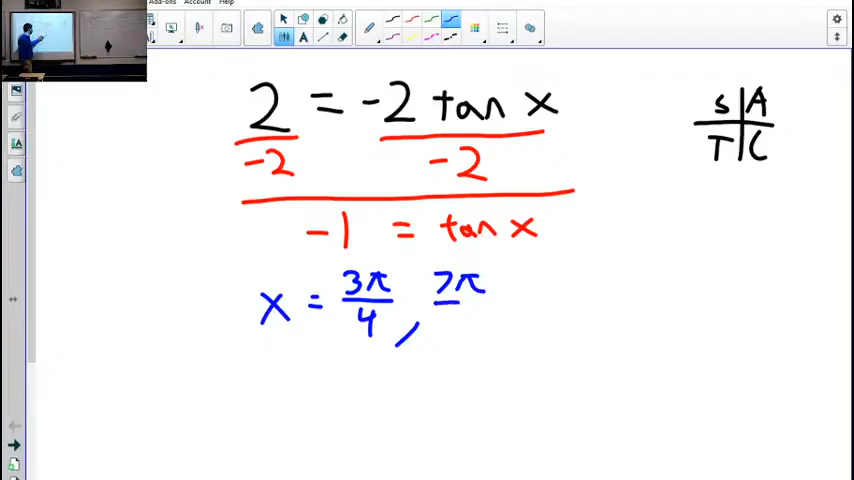 Add-ons Account Help
2 = -2 tan x
-2 -2
-1 = tan x
x = 3π/4 , 7π
S A
T C